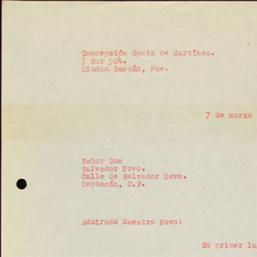 Concepción Spota de Martínez.
7 Sur 504.
Ciudad Serdán, Pue.
7 de marzo
Señor Don
Salvador Novo.
Calle de Salvador Novo.
Coyoacán, D.F.
Admirado Maestro Novo:
En primer lu